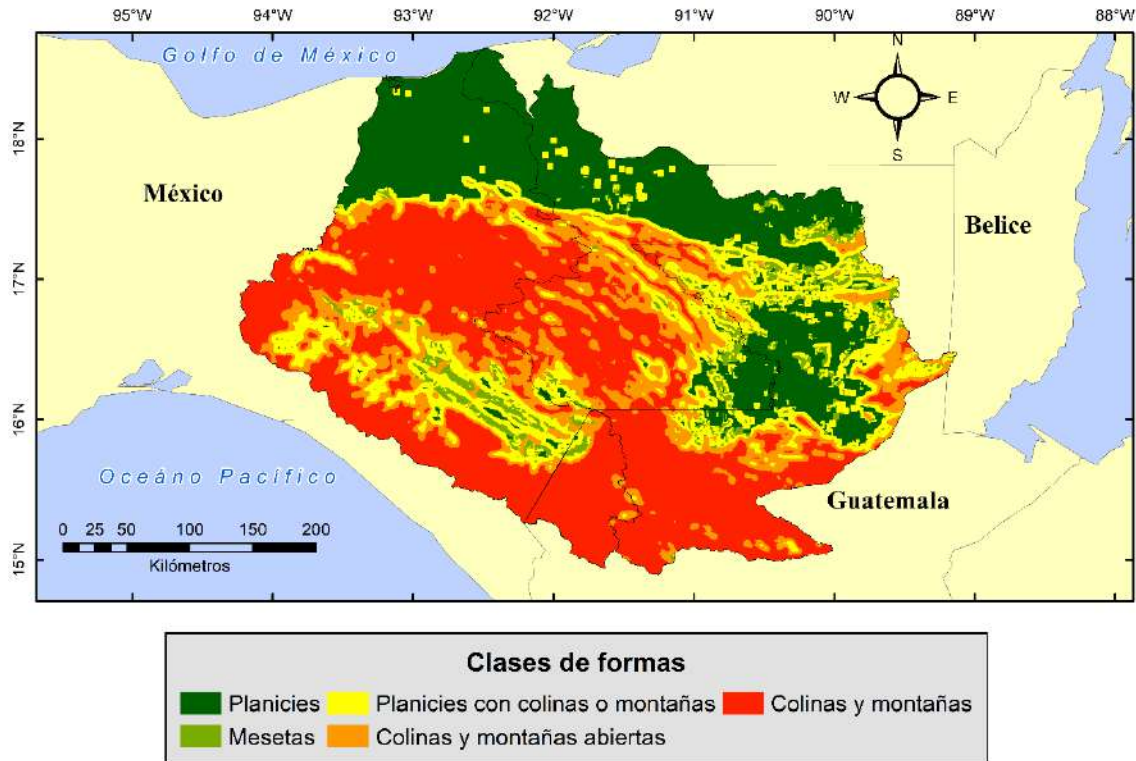 95°W 94°W 93°W 92°W 91°W 90°W 89°W 88°W
Golfo de México
N
W E
S
18°N
México
Belice
17°N
16°N
Oceáno Pacífico
Guatemala
0 25 50 100 150 200
Kilómetros
15°N
Clases de formas
Planicies Planicies con colinas o montañas Colinas y montañas
Mesetas Colinas y montañas abiertas